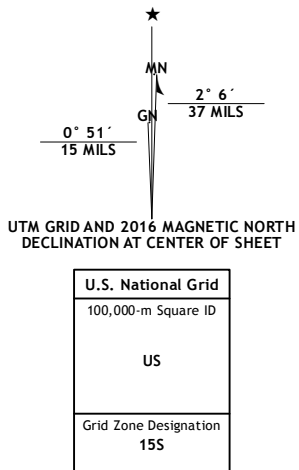 MN
GN
2° 6´
37 MILS
0° 51´
15 MILS
UTM GRID AND 2016 MAGNETIC NORTH
DECLINATION AT CENTER OF SHEET
U.S. National Grid
100,000-m Square ID
US
Grid Zone Designation
15S